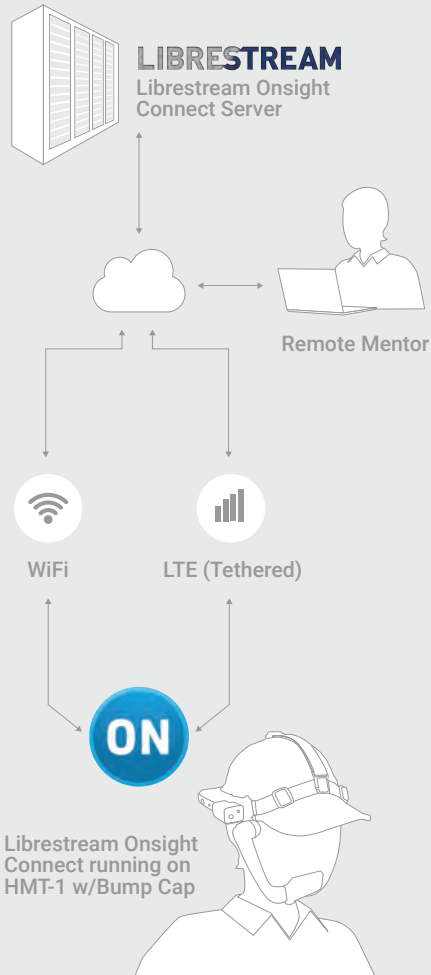 LIBRESTREAM
Librestream Onsight
Connect Server
Remote Mentor
WiFi
LTE (Tethered)
ON
Librestream Onsight
Connect running on
HMT-1 w/Bump Cap